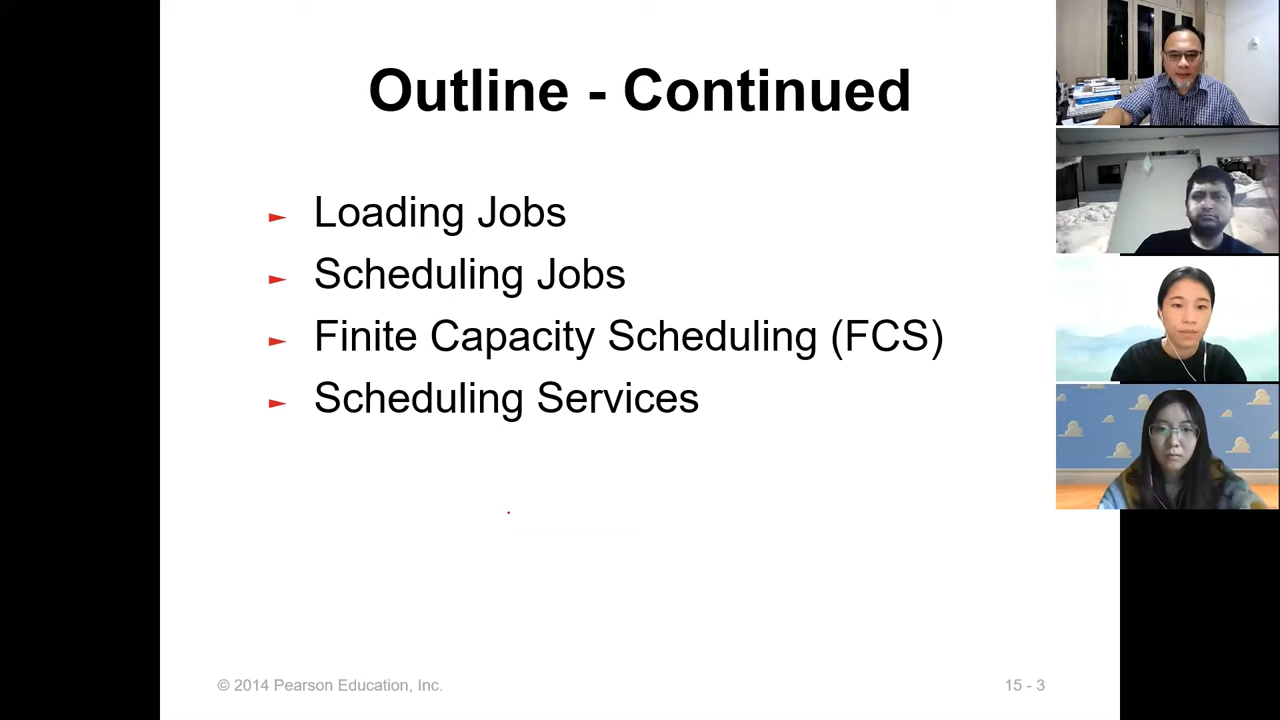 Outline - Continued
► Loading Jobs
► Scheduling Jobs
► Finite Capacity Scheduling (FCS)
► Scheduling Services
© 2014 Pearson Education, Inc.
15 - 3